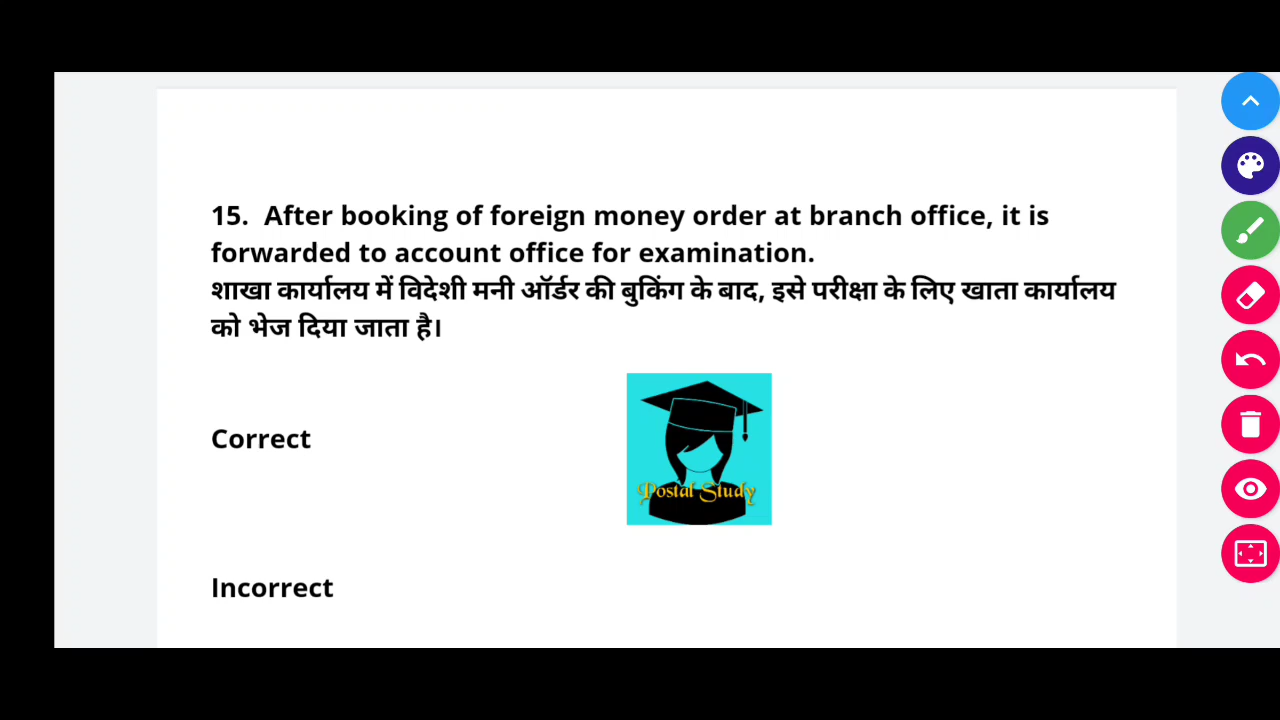 15. After booking of foreign money order at branch office, it is
forwarded to account office for examination.
शाखा कार्यालय में विदेशी मनी ऑर्डर की बुकिंग के बाद, इसे परीक्षा के लिए खाता कार्यालय
को भेज दिया जाता है।
Correct
Postal Study
Incorrect